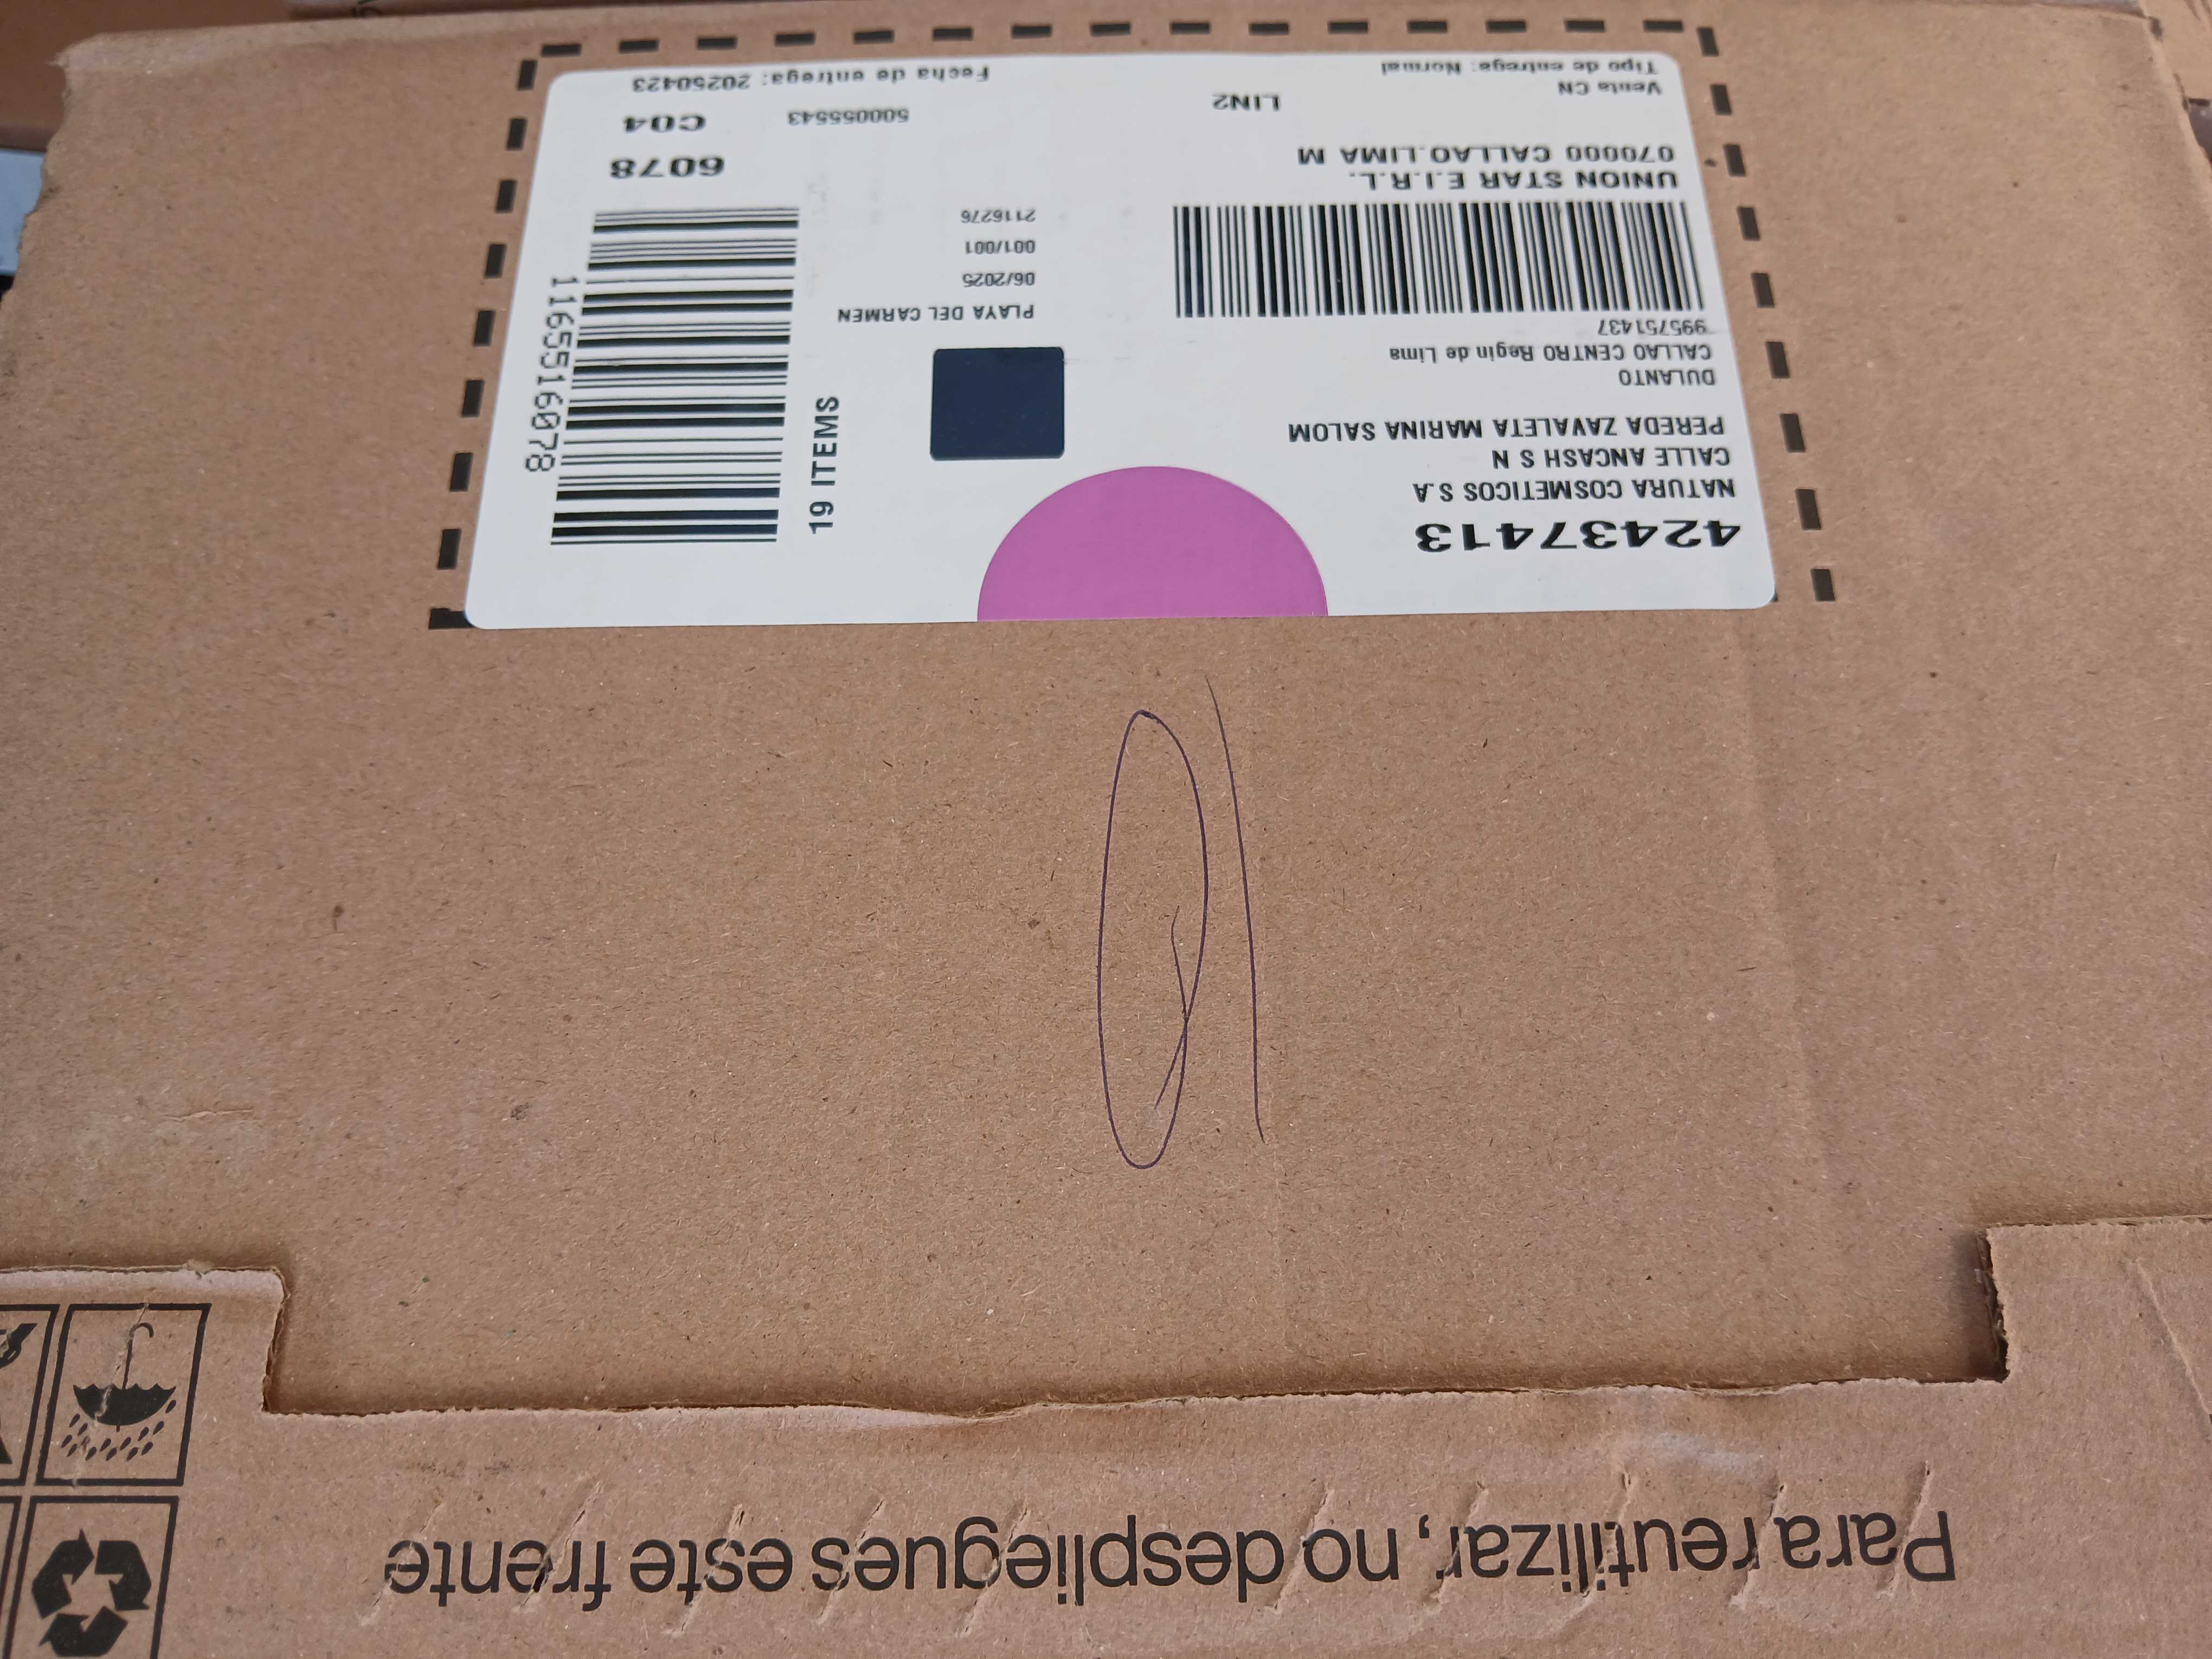 42437413
NATURA COSMETICOS S.A
CALLE ANCASH S N
PEREDA ZAVALETA MARINA SALOM
DULANTO
CALLAO CENTRO Regin de Lima
995751437
UNION STAR E.I.R.L.
070000 CALLAO.LIMA M
Venta CN
Tipo de entrega: Normal
LIN2
PLAYA DEL CARMEN
06/2025
001/001
2116276
19 ITEMS
1165516078
6078
C04
500055543
Fecha de entrega: 20250423
Para reutilizar, no despliegues este frente